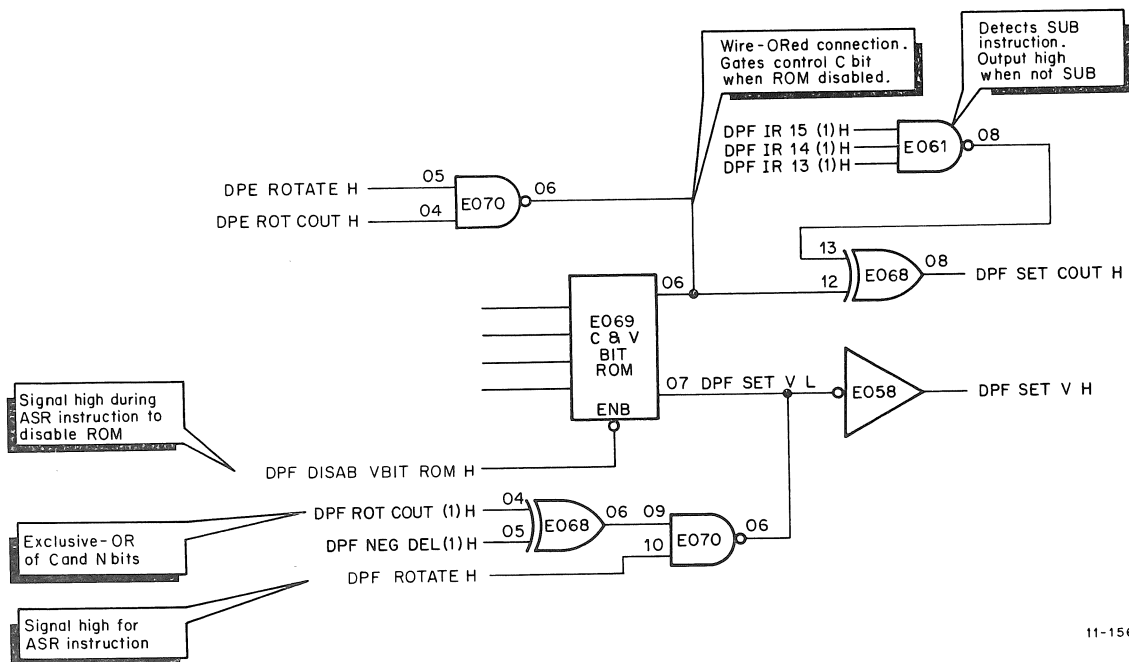 Detects SUB
instruction.
Output high
when not SUB
Wire-ORed connection.
Gates control C bit
when ROM disabled.
DPF IR 15 (1) H
DPF IR 14 (1) H
DPF IR 13 (1) H
E061
08
DPE ROTATE H
05
DPE ROT COUT H
04
E070
06
13
12
E068
08
DPF SET COUT H
06
E069
C & V
BIT
ROM
ENB
07 DPF SET V L
E058
DPF SET V H
Signal high during
ASR instruction to
disable ROM
DPF DISAB VBIT ROM H
DPF ROT COUT (1) H
04
DPF NEG DEL(1) H
05
E068
06
09
10
E070
06
DPF ROTATE H
Exclusive-OR
of C and N bits
Signal high for
ASR instruction